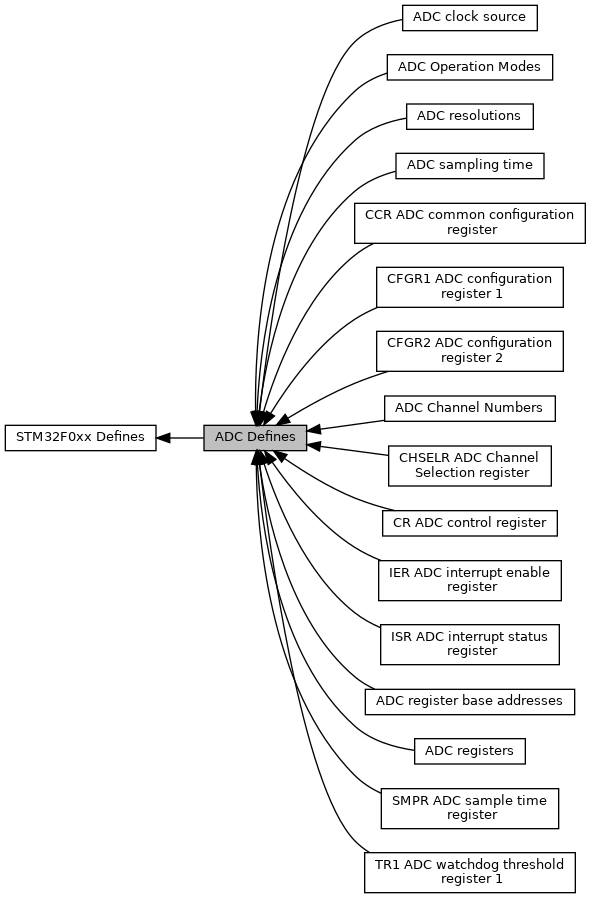 ADC clock source
ADC Operation Modes
ADC resolutions
ADC sampling time
CCR ADC common configuration
register
CFGR1 ADC configuration
register 1
CFGR2 ADC configuration
register 2
ADC Channel Numbers
STM32F0xx Defines
ADC Defines
CHSELR ADC Channel
Selection register
CR ADC control register
IER ADC interrupt enable
register
ISR ADC interrupt status
register
ADC register base addresses
ADC registers
SMPR ADC sample time
register
TR1 ADC watchdog threshold
register 1